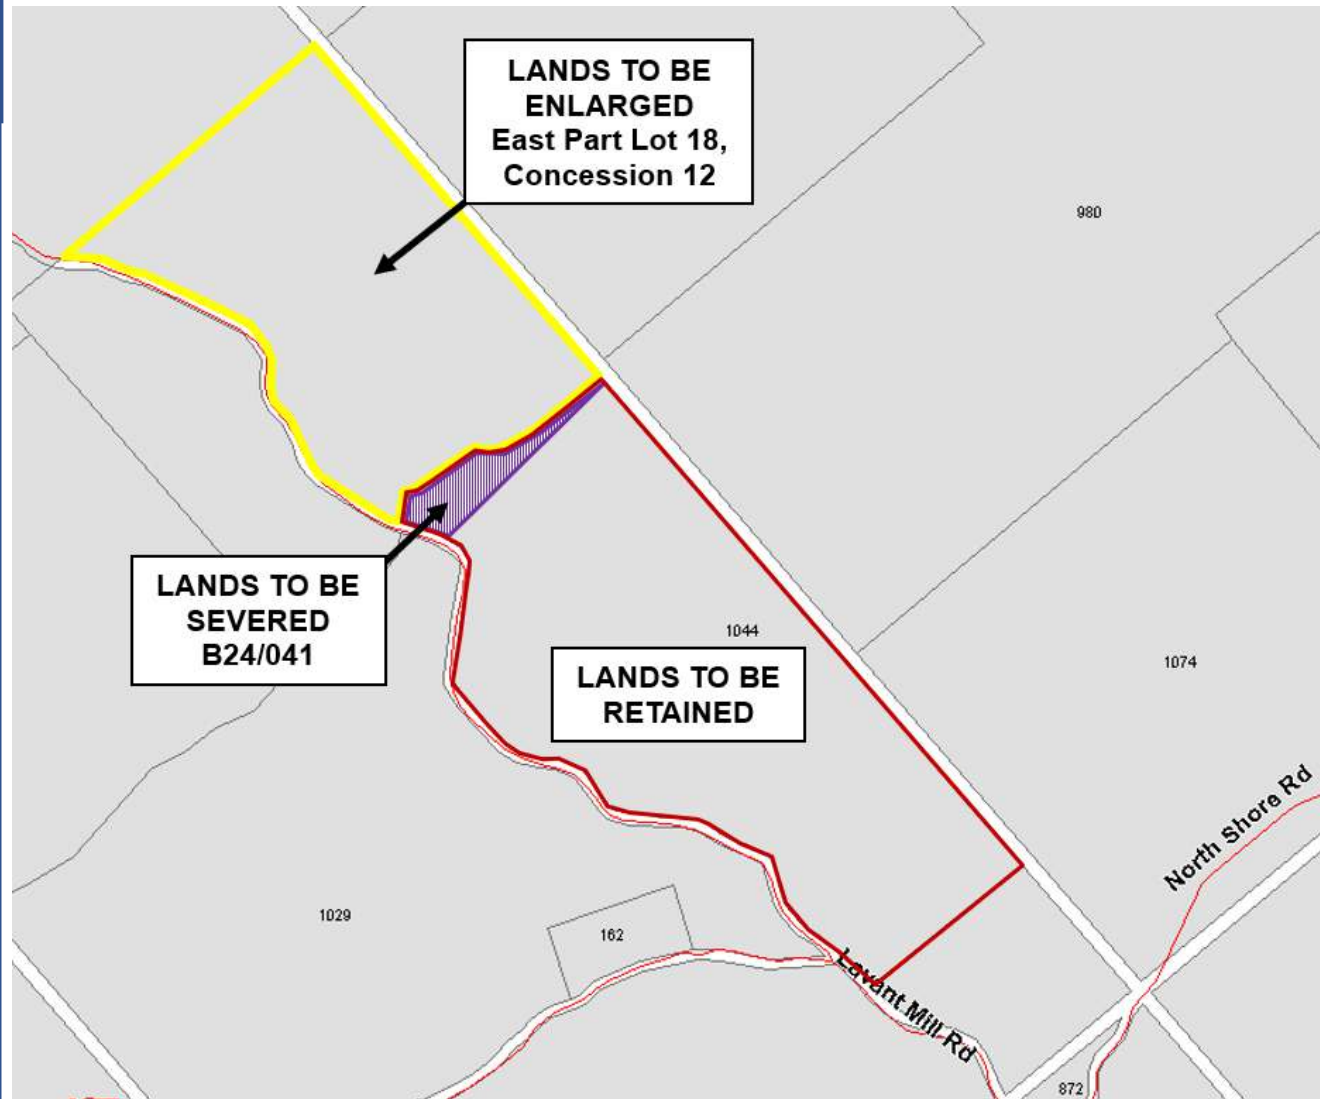 LANDS TO BE
ENLARGED
East Part Lot 18,
Concession 12
980
LANDS TO BE
SEVERED
B24/041
1044
LANDS TO BE
RETAINED
1074
North Shore Rd
1029
162
Lavant Mill Rd
872